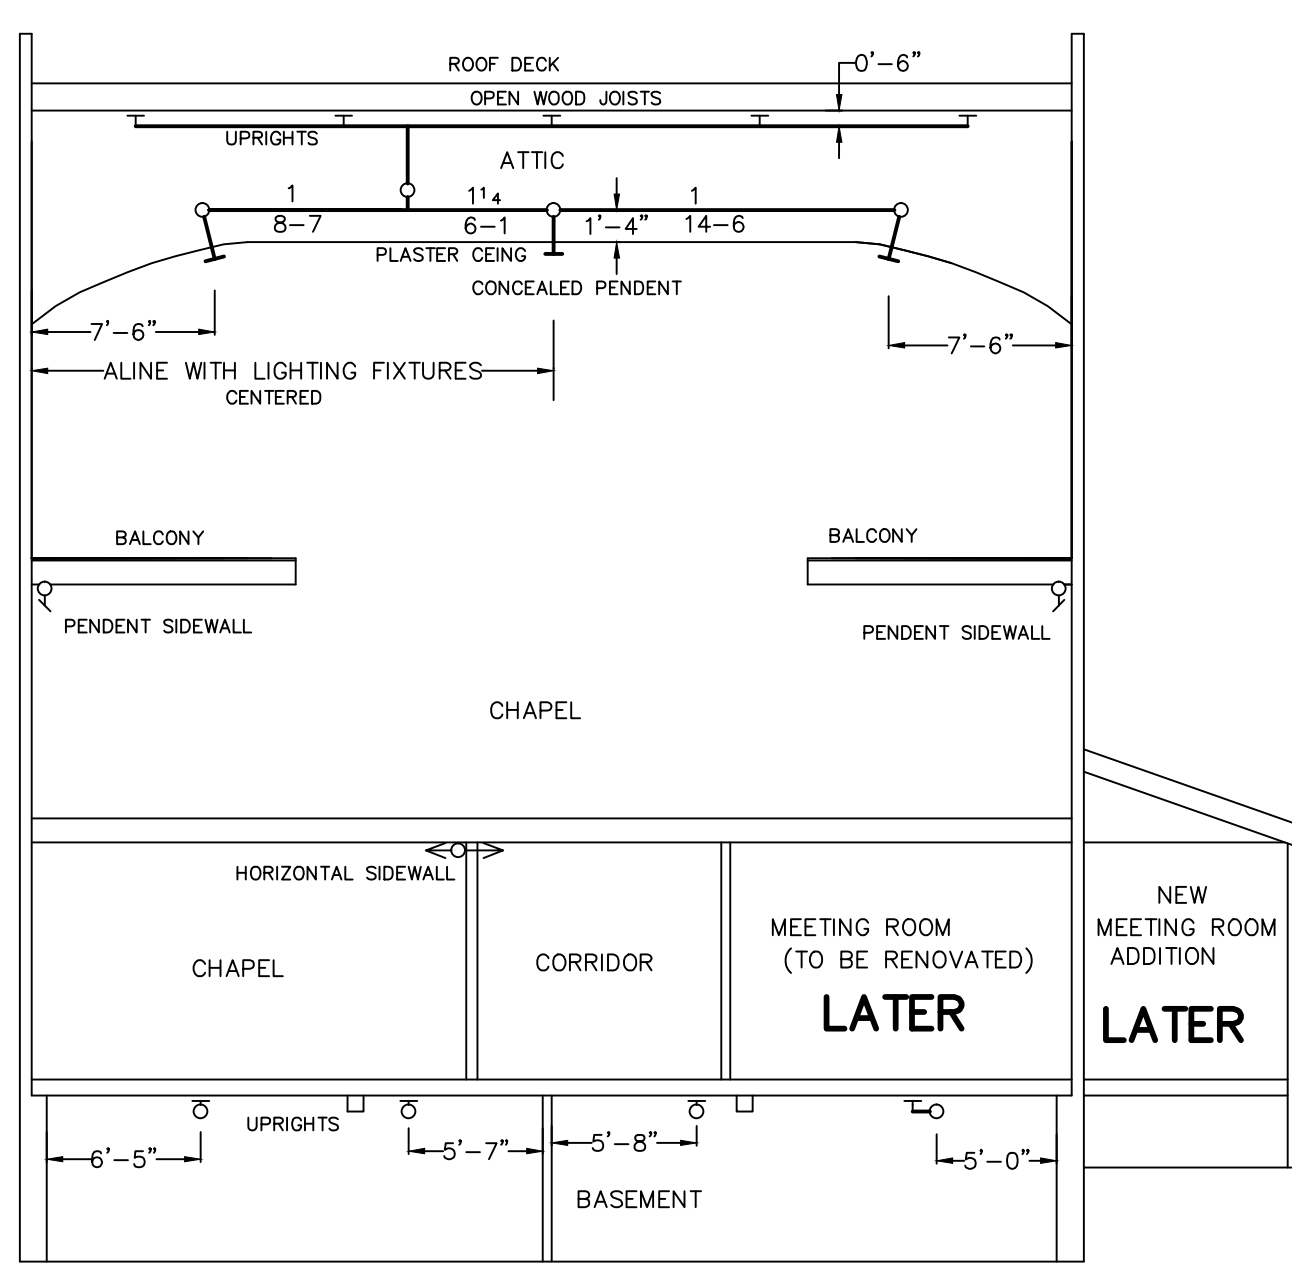 ROOF DECK
0'-6"
OPEN WOOD JOISTS
UPRIGHTS
ATTIC
1
1 1/4
1
8-7
6-1
1'-4"
14-6
PLASTER CEING
CONCEALED PENDENT
7'-6"
7'-6"
ALINE WITH LIGHTING FIXTURES
CENTERED
BALCONY
BALCONY
PENDENT SIDEWALL
PENDENT SIDEWALL
CHAPEL
HORIZONTAL SIDEWALL
CHAPEL
CORRIDOR
MEETING ROOM
(TO BE RENOVATED)
LATER
NEW
MEETING ROOM
ADDITION
LATER
UPRIGHTS
6'-5"
5'-7"
5'-8"
5'-0"
BASEMENT